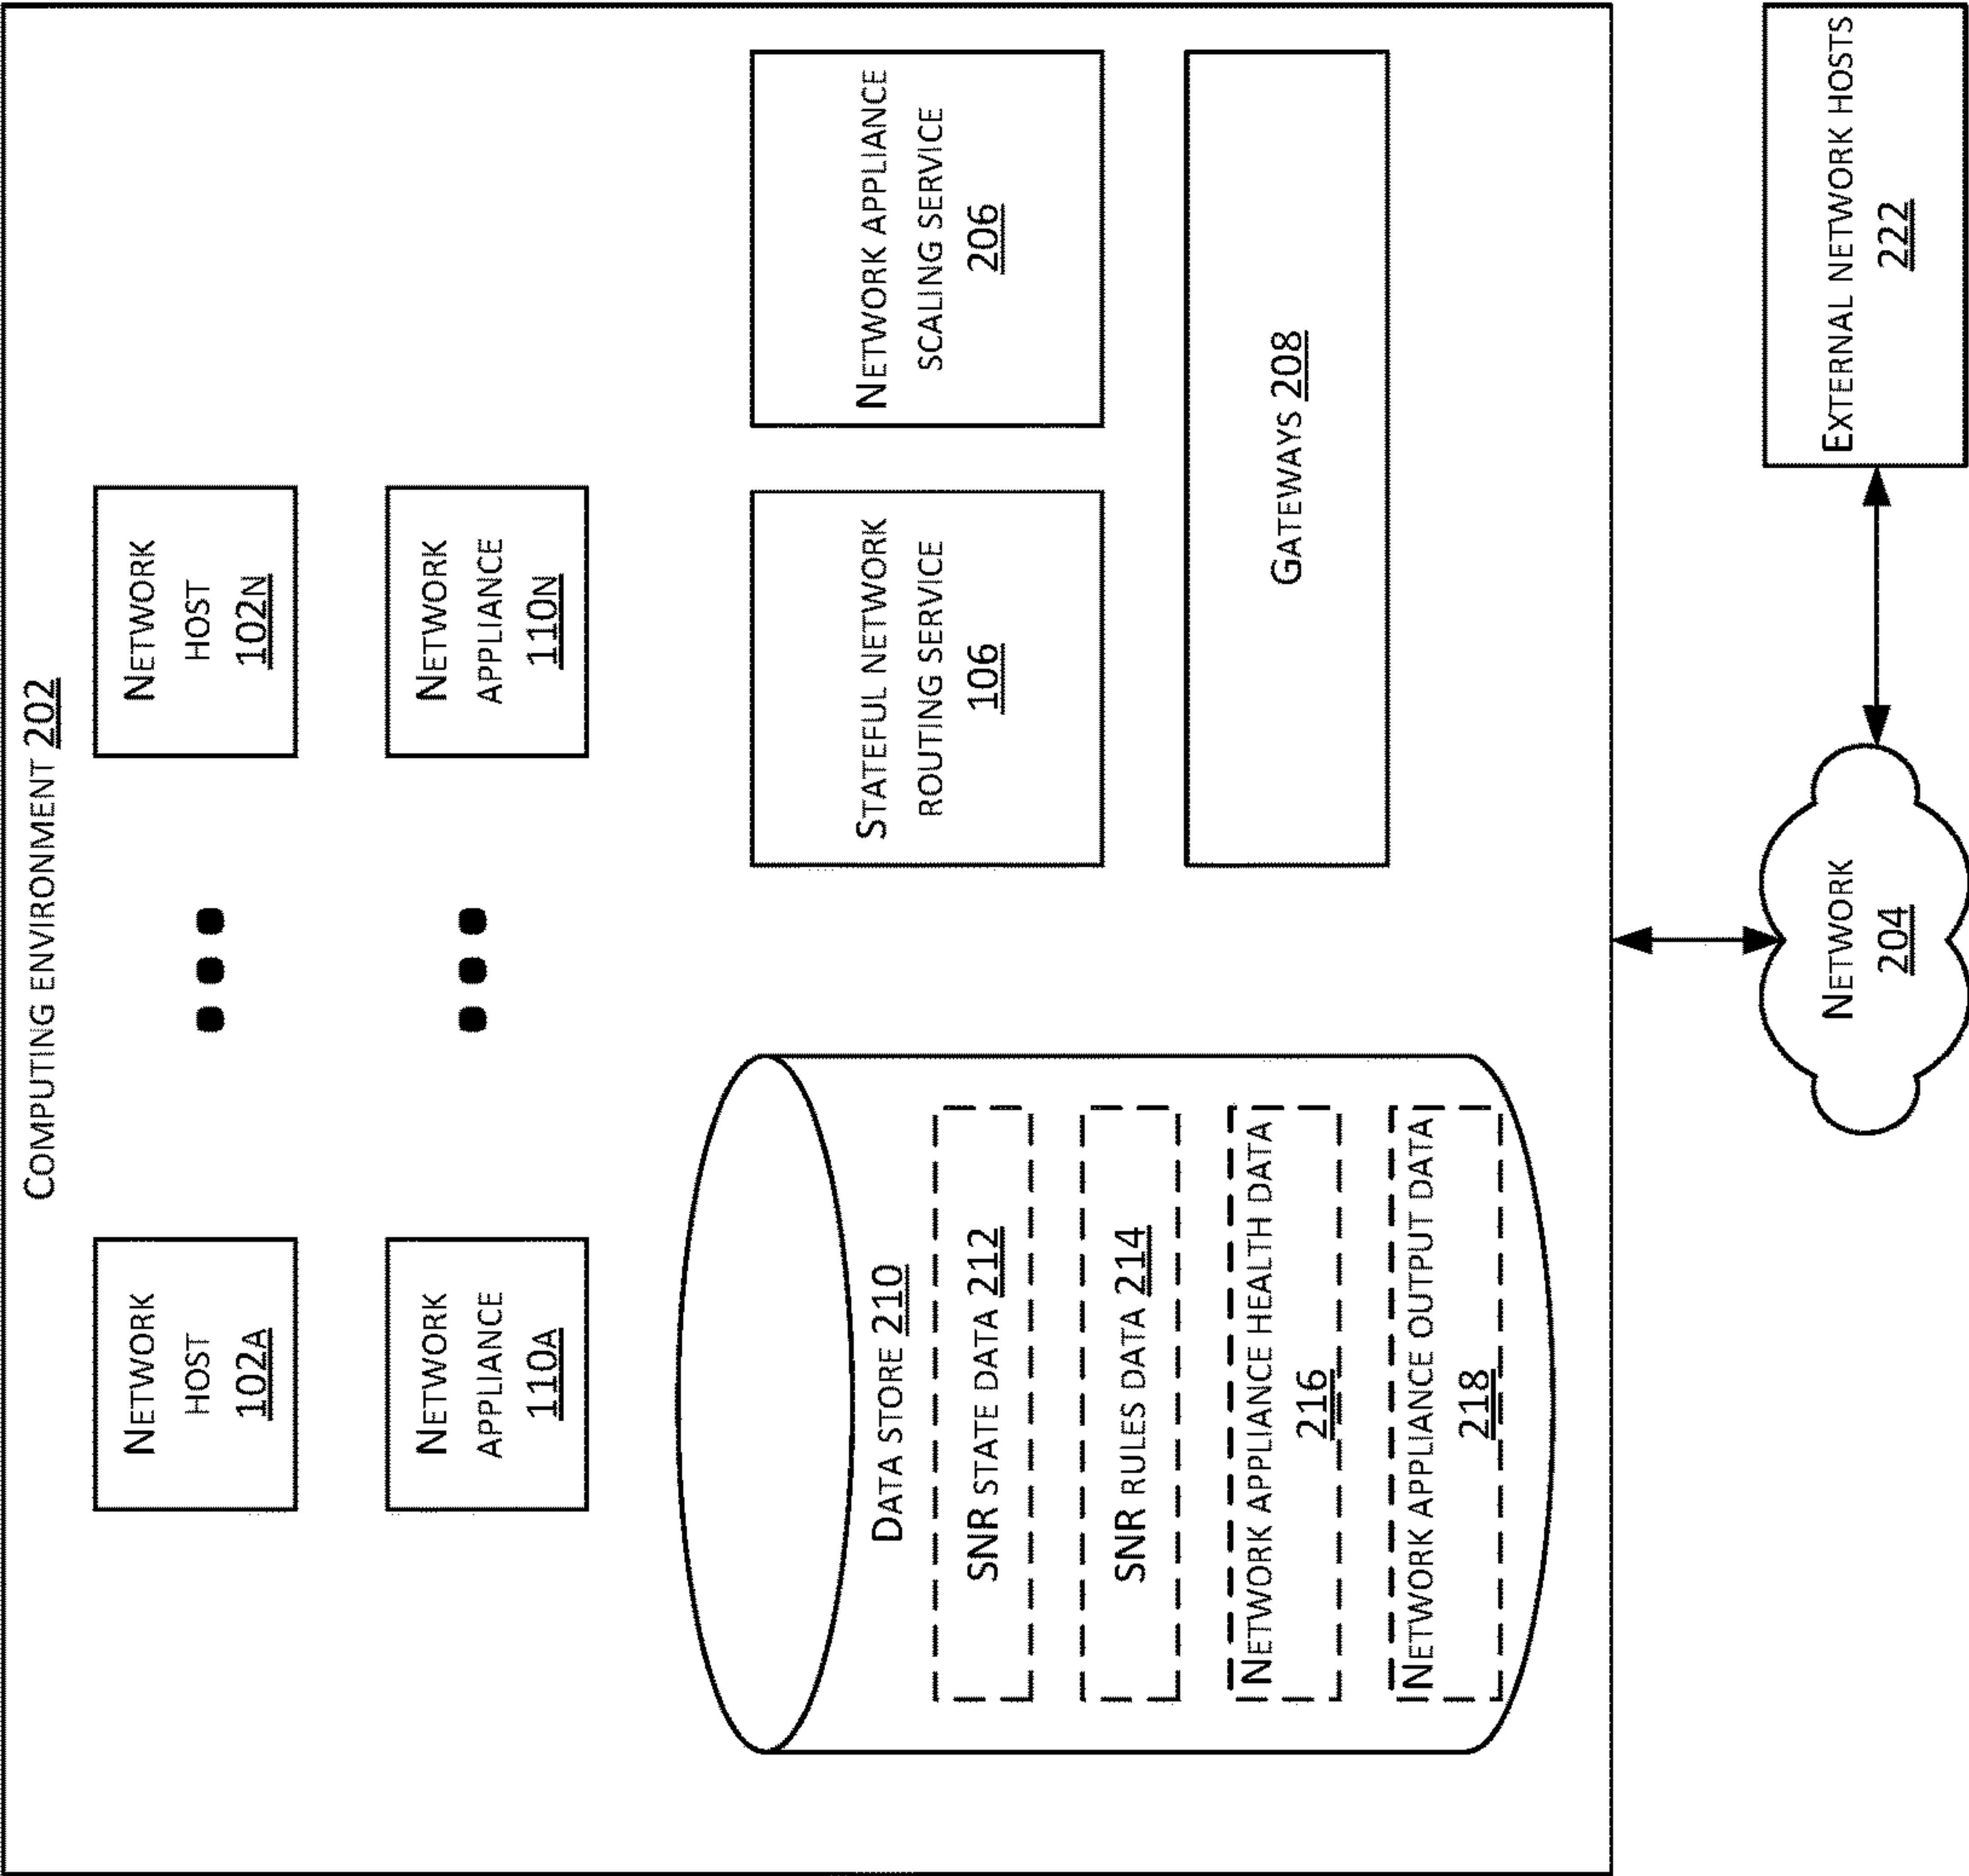 COMPUTING ENVIRONMENT 202
NETWORK
HOST
102A
NETWORK
HOST
102N
NETWORK
APPLIANCE
110A
NETWORK
APPLIANCE
110N
DATA STORE 210
SNR STATE DATA 212
SNR RULES DATA 214
NETWORK APPLIANCE HEALTH DATA
216
NETWORK APPLIANCE OUTPUT DATA
218
STATEFUL NETWORK
ROUTING SERVICE
106
NETWORK APPLIANCE
SCALING SERVICE
206
GATEWAYS 208
NETWORK
204
EXTERNAL NETWORK HOSTS
222